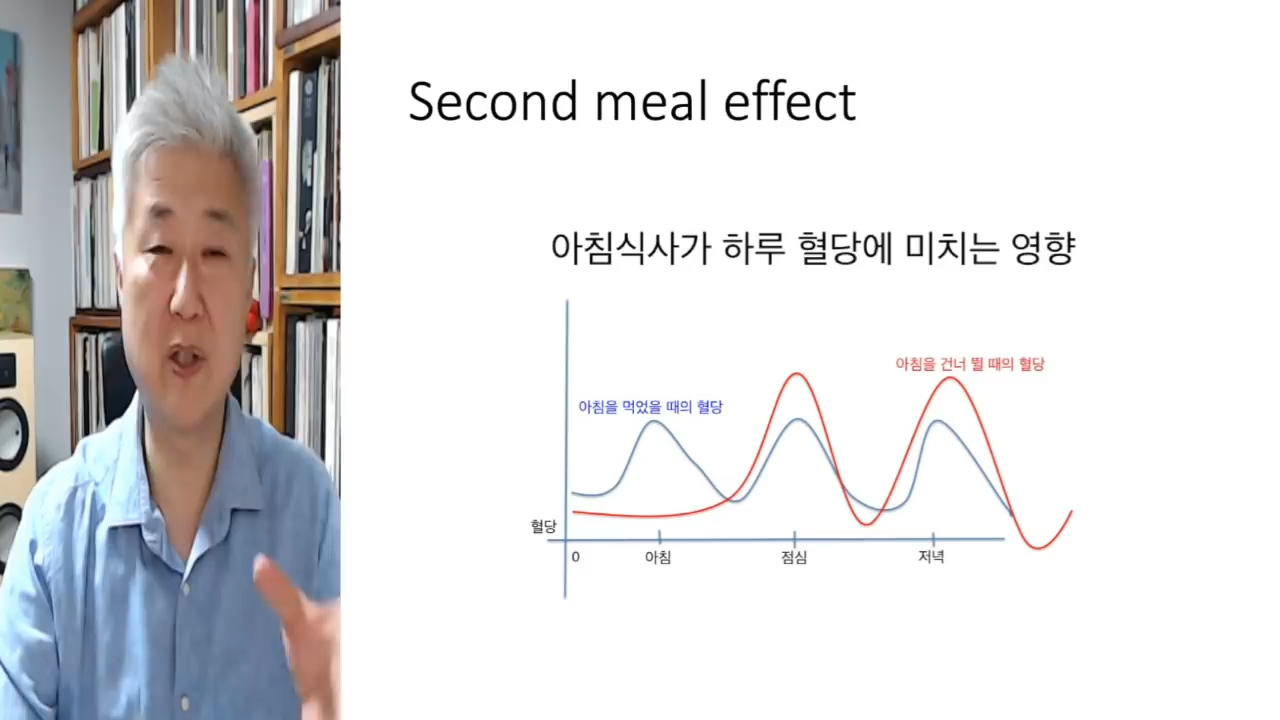 Second meal effect
아침식사가 하루 혈당에 미치는 영향
아침을 건너 뛸 때의 혈당
아침을 먹었을 때의 혈당
혈당
0
아침
점심
저녁